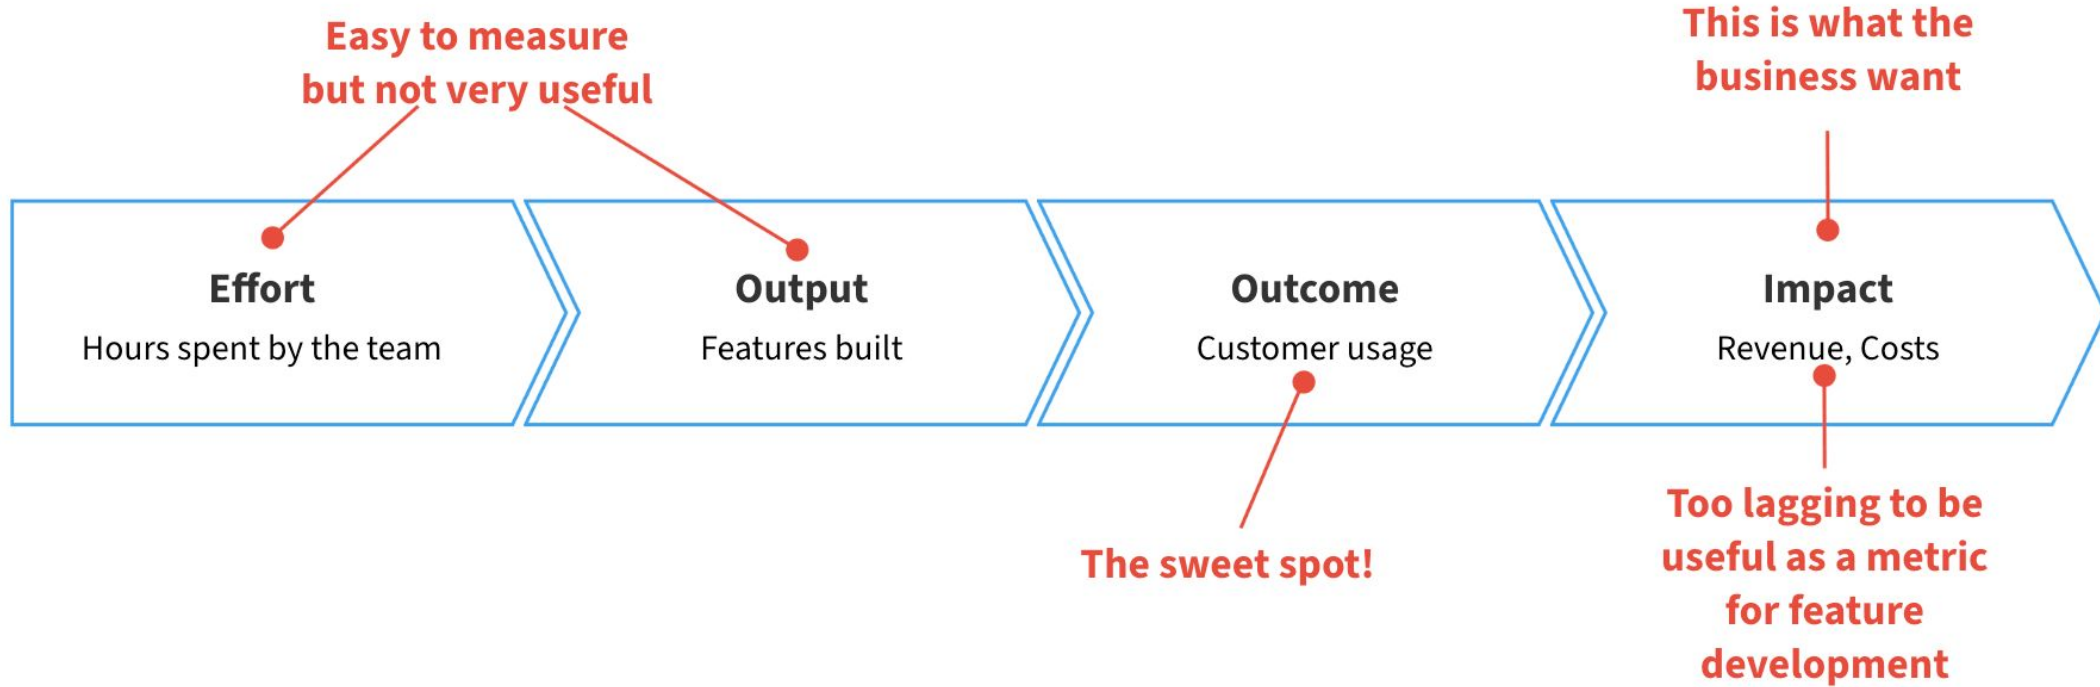 Easy to measure
but not very useful
This is what the
business want
Effort
Hours spent by the team
Output
Features built
Outcome
Customer usage
Impact
Revenue, Costs
The sweet spot!
Too lagging to be
useful as a metric
for feature
development